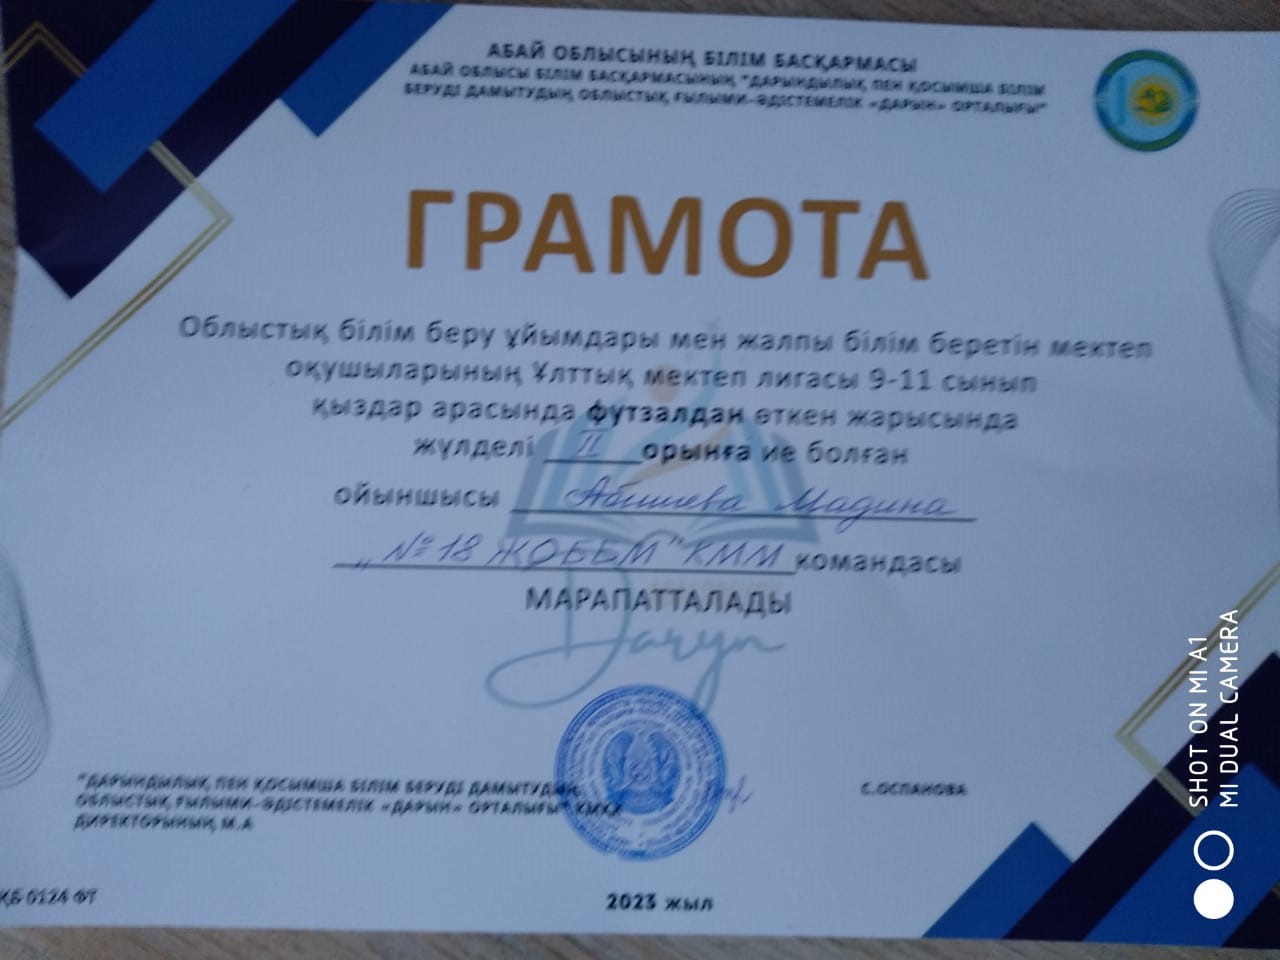 АБАЙ ОБЛЫСЫНЫҢ БІЛІМ БАСҚАРМАСЫ
АБАЙ ОБЛЫСЫ БІЛІМ БАСҚАРМАСЫНЫҢ "ДАРЫНДЫЛЫҚ ПЕН ҚОСЫМША БІЛІМ
БЕРУДІ ДАМЫТУДЫҢ ОБЛЫСТЫҚ ҒЫЛЫМИ-ӘДІСТЕМЕЛІК «ДАРЫН» ОРТАЛЫҒЫ"
ГРАМОТА
Облыстық білім беру ұйымдары мен жалпы білім беретін мектеп
оқушыларының Ұлттық мектеп лигасы 9-11 сынып
қыздар арасында футзалдан өткен жарысында
жүлделі II орынға ие болған
ойыншысы Абишева Мадина
„№18 ЖОББМ" КММ командасы
МАРАПАТТАЛАДЫ
Daryn
"ДАРЫНДЫЛЫҚ ПЕН ҚОСЫМША БІЛІМ БЕРУДІ ДАМЫТУДЫҢ
ОБЛЫСТЫҚ ҒЫЛЫМИ-ӘДІСТЕМЕЛІК «ДАРЫН» ОРТАЛЫҒЫ" КМҚК
ДИРЕКТОРЫНЫҢ М.А
С.ОСПАНОВА
ҚБ 0124 ФТ
2023 жыл
SHOT ON MI A1
MI DUAL CAMERA